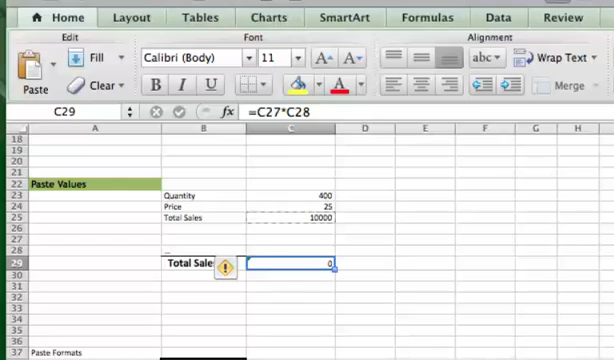 Home Layout Tables Charts SmartArt Formulas Data Review
Edit Font Alignment
Fill Calibri (Body) 11 A A abc Wrap Text
Paste Clear B I U A Merge
C29 fx =C27*C28
A B C D E F G H
18
19
20
21
22 Paste Values
23 Quantity 400
24 Price 25
25 Total Sales 10000
26
27
28
29 Total Sale 0
30
31
32
33
34
35
36
37 Paste Formats